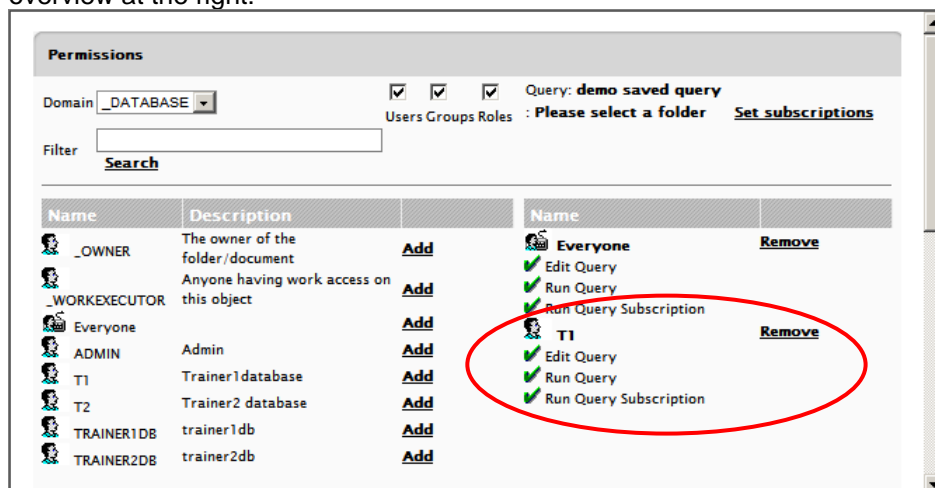 overview at the right.
Permissions
Domain _DATABASE
Users Groups Roles
Query: demo saved query
: Please select a folder Set subscriptions
Filter
Search
Name Description
_OWNER The owner of the folder/document Add
_WORKEXECUTOR Anyone having work access on this object Add
Everyone Add
ADMIN Admin Add
T1 Trainer1database Add
T2 Trainer2 database Add
TRAINER1DB trainer1db Add
TRAINER2DB trainer2db Add
Name
Everyone Remove
Edit Query
Run Query
Run Query Subscription
T1 Remove
Edit Query
Run Query
Run Query Subscription